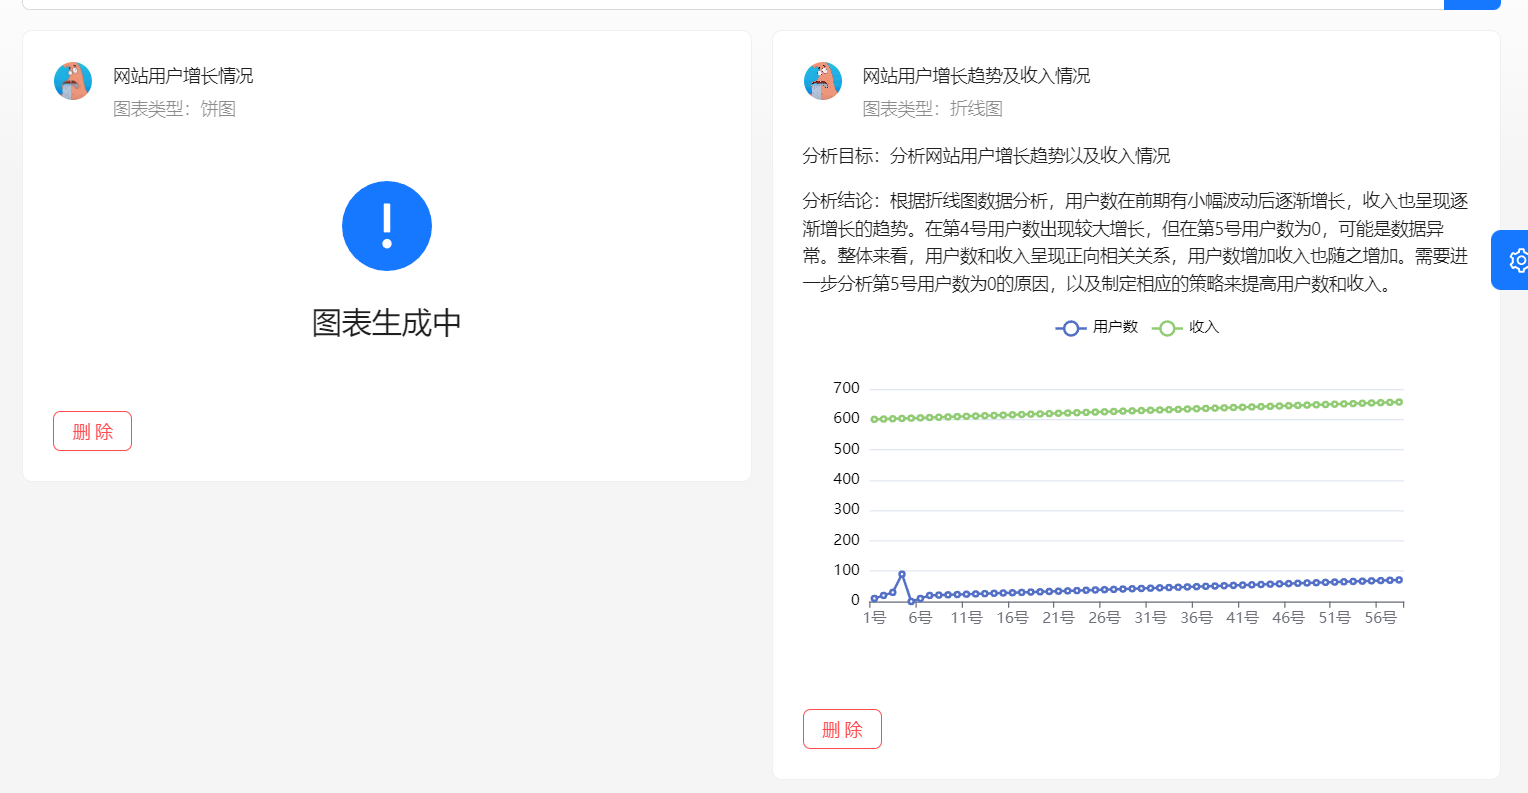 网站用户增长情况
图表类型：饼图
图表生成中
删 除
网站用户增长趋势及收入情况
图表类型：折线图
分析目标：分析网站用户增长趋势以及收入情况
分析结论：根据折线图数据分析，用户数在前期有小幅波动后逐渐增长，收入也呈现逐
渐增长的趋势。在第4号用户数出现较大增长，但在第5号用户数为0，可能是数据异
常。整体来看，用户数和收入呈现正向相关关系，用户数增加收入也随之增加。需要进
一步分析第5号用户数为0的原因，以及制定相应的策略来提高用户数和收入。
用户数 收入
700
600
500
400
300
200
100
0
1号 6号 11号 16号 21号 26号 31号 36号 41号 46号 51号 56号
删 除